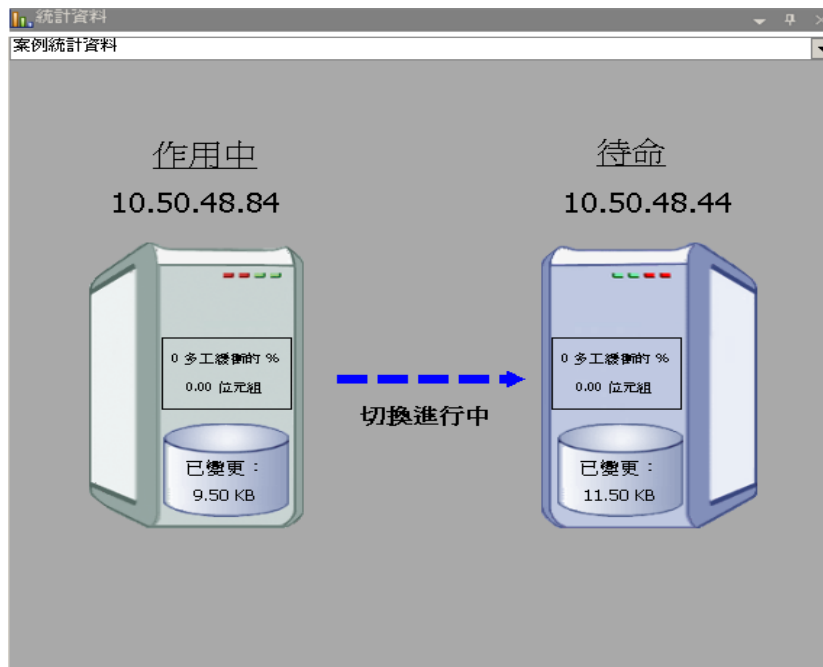 統計資料
案例統計資料
作用中
待命
10.50.48.84
10.50.48.44
0 多工緩衝的 %
0.00 位元組
0 多工緩衝的 %
0.00 位元組
切換進行中
已變更：
9.50 KB
已變更：
11.50 KB